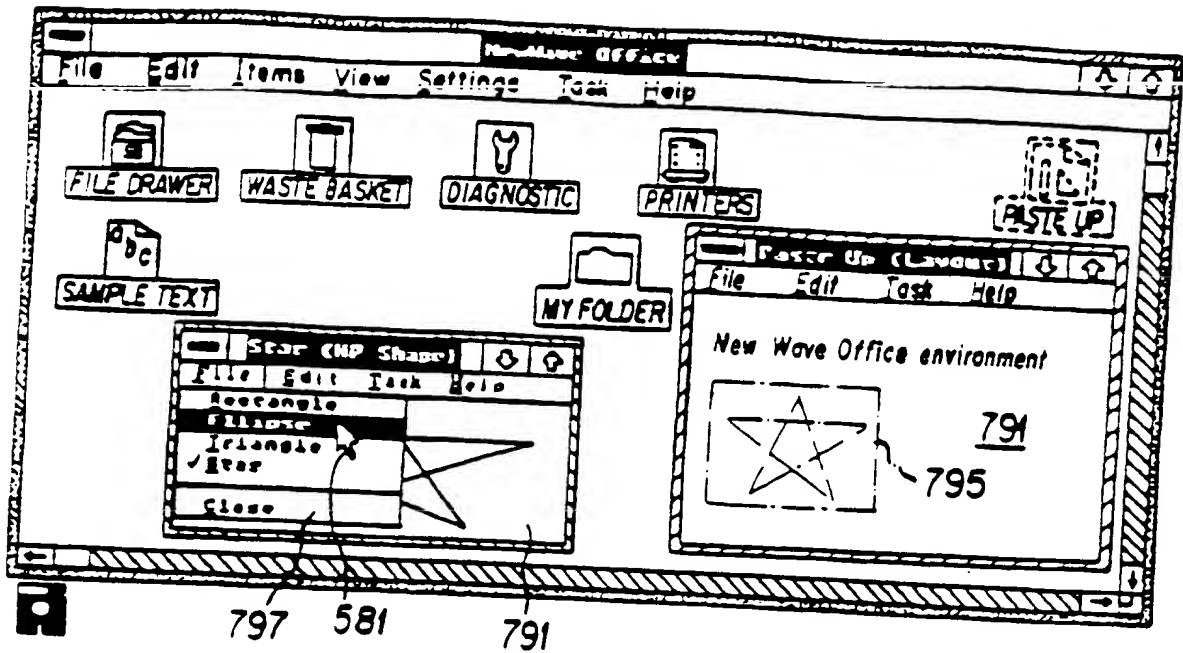 NewWave Office
File Edit Items View Settings Task Help
FILE DRAWER WASTE BASKET DIAGNOSTIC PRINTERS PASTE UP
abc
SAMPLE TEXT
MY FOLDER
Paste Up (Layout)
File Edit Task Help
New Wave Office environment
791
795
Star (HP Shape)
File Edit Task Help
Rectangle
Ellipse
Triangle
✓Star
Close
797 581 791